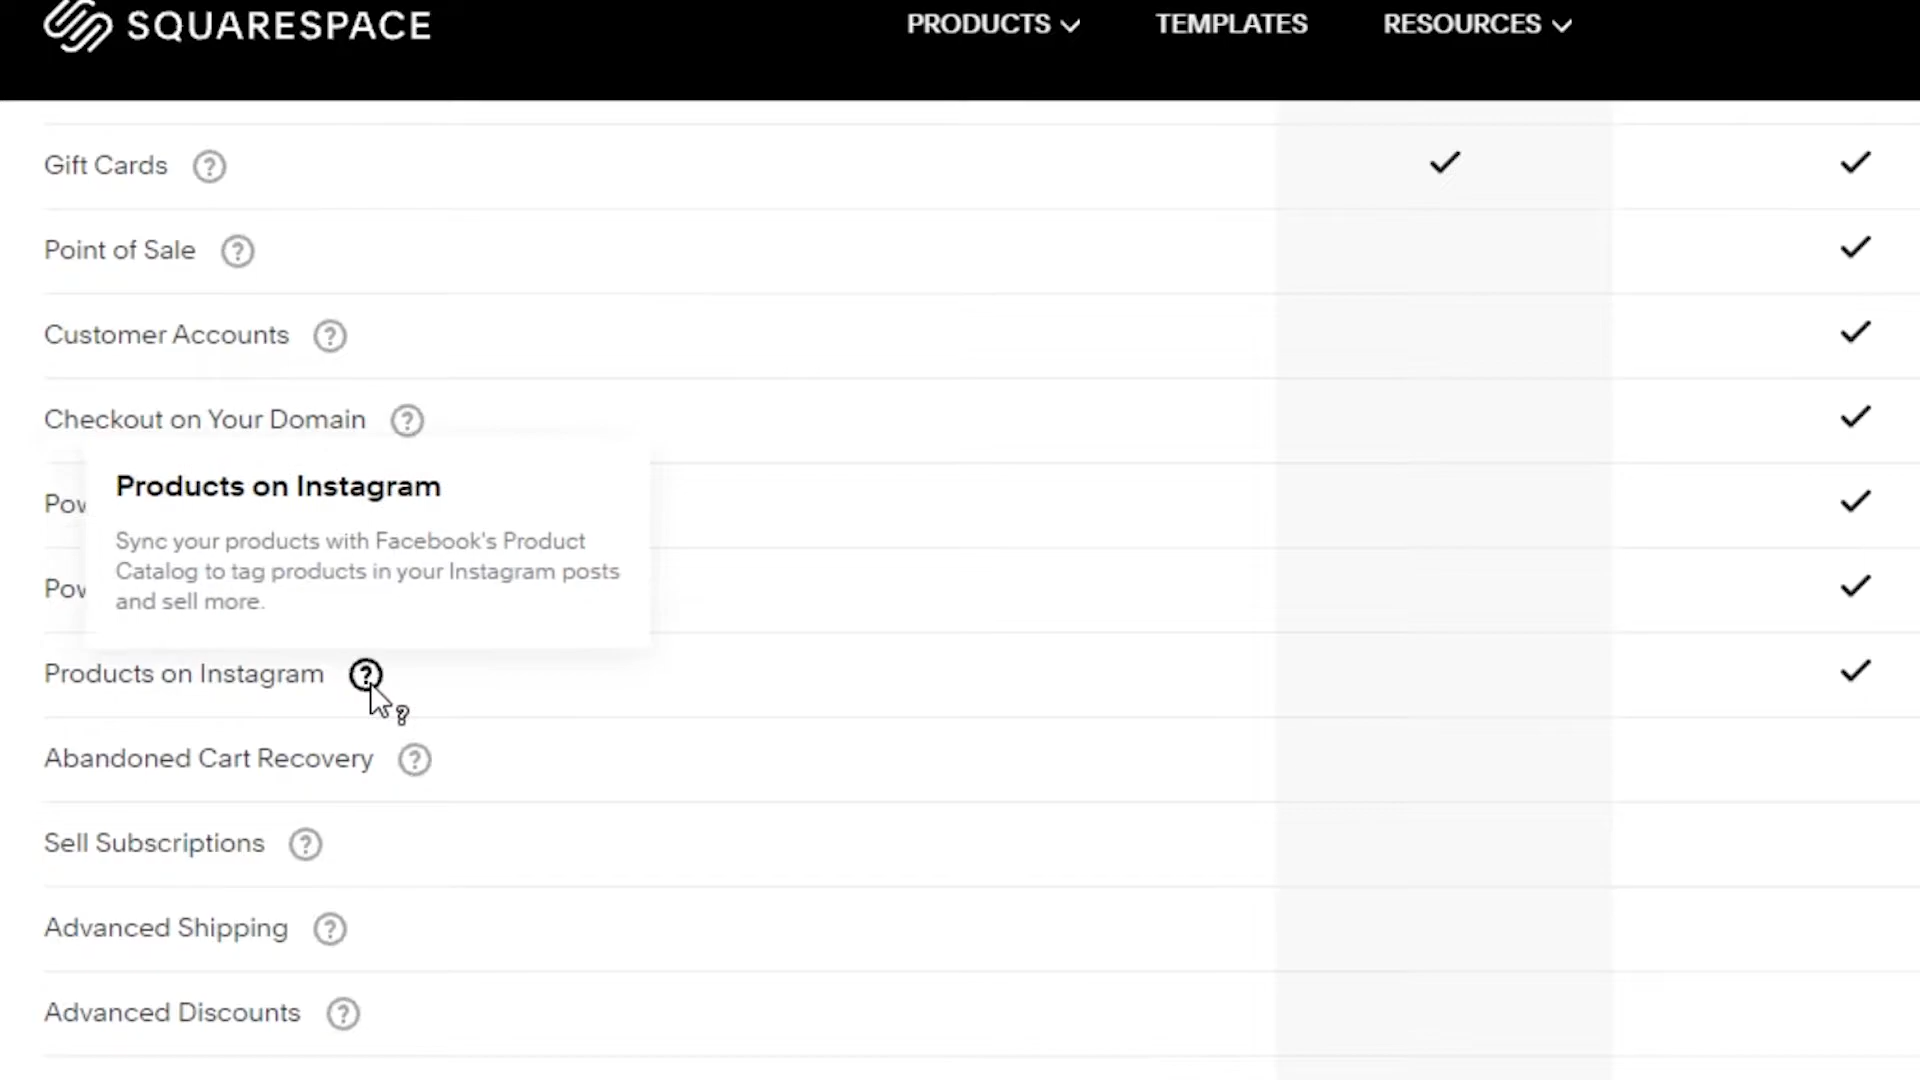 SQUARESPACE
PRODUCTS
TEMPLATES
RESOURCES
Gift Cards
Point of Sale
Customer Accounts
Checkout on Your Domain
Products on Instagram
Sync your products with Facebook's Product
Catalog to tag products in your Instagram posts
and sell more.
Products on Instagram
Abandoned Cart Recovery
Sell Subscriptions
Advanced Shipping
Advanced Discounts